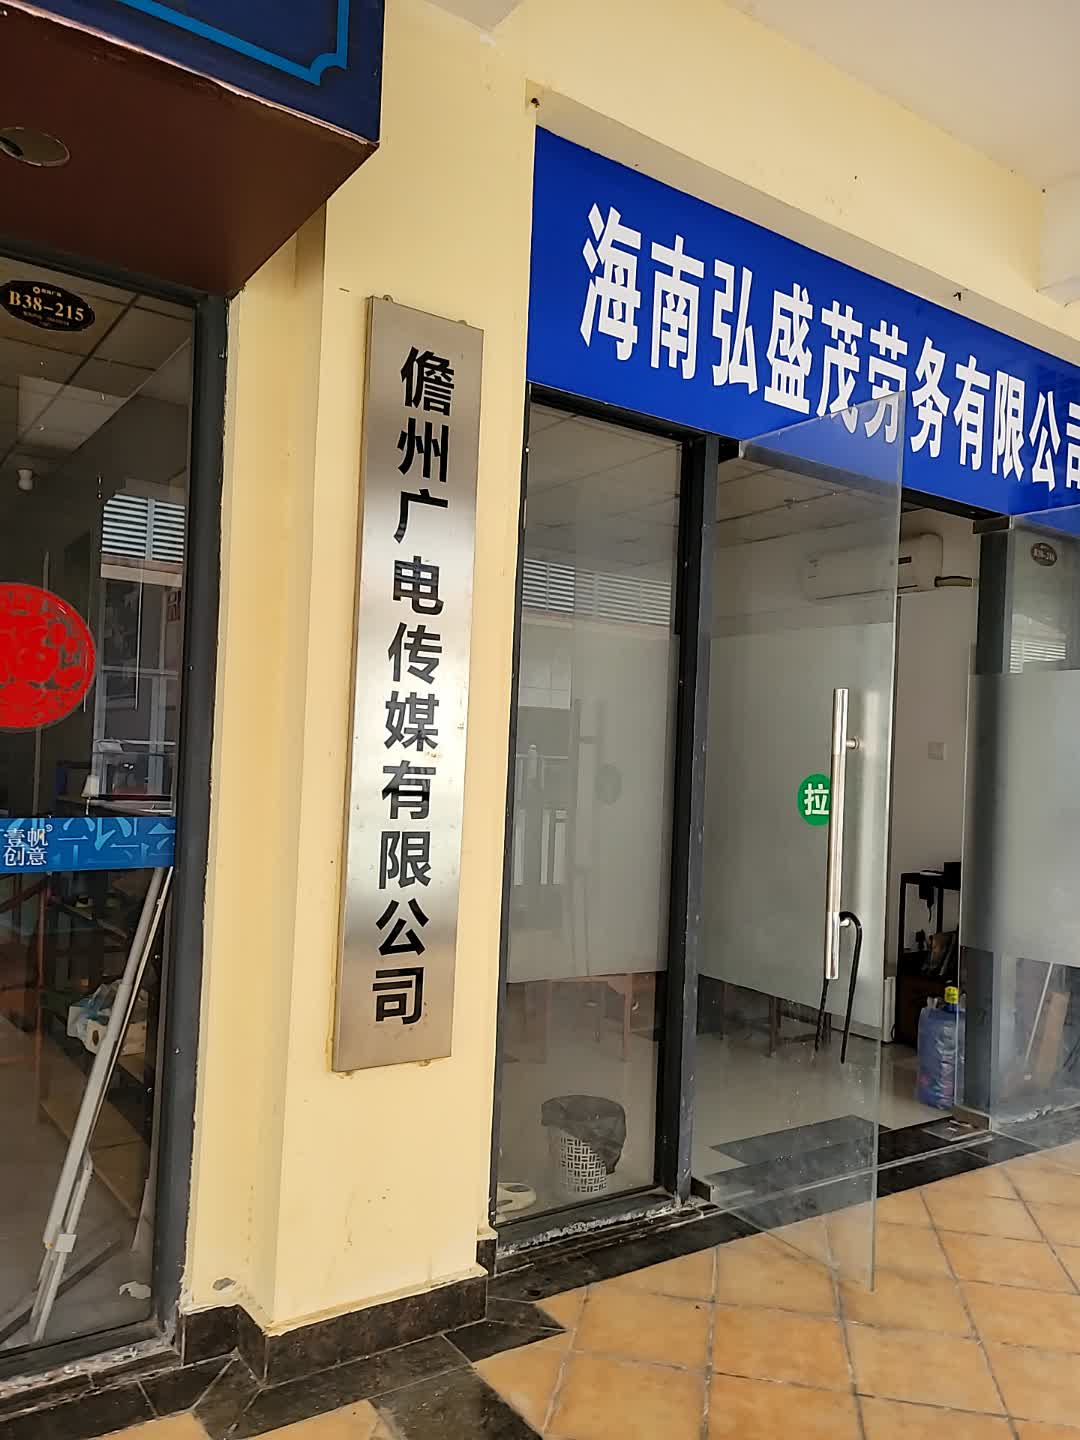 海南弘盛茂劳务有限公司
B38-215
儋州广电传媒有限公司
拉
壹帆
创意